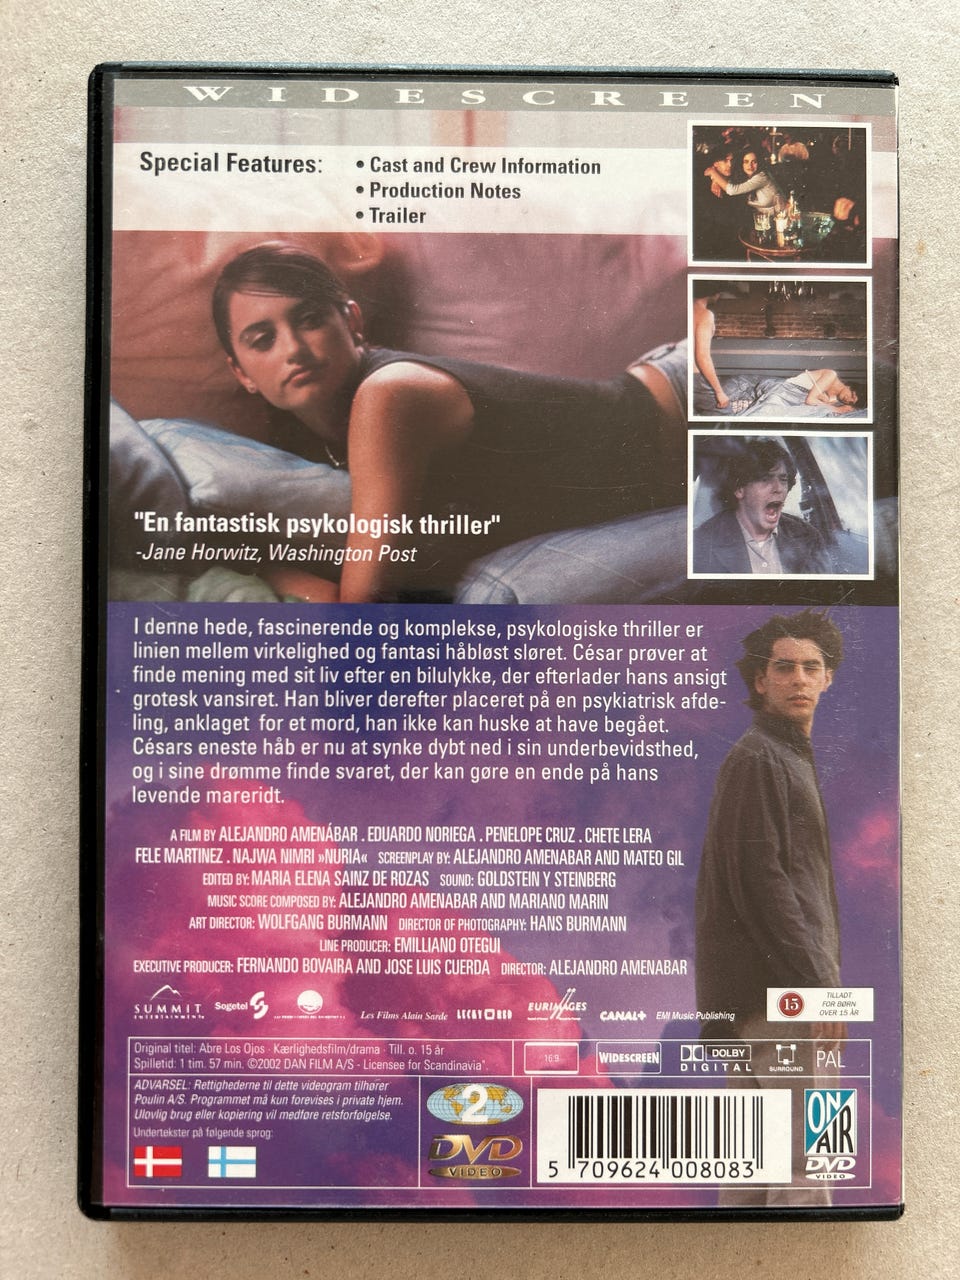 WIDESCREEN
Special Features:
• Cast and Crew Information
• Production Notes
• Trailer
"En fantastisk psykologisk thriller"
-Jane Horwitz, Washington Post
I denne hede, fascinerende og komplekse, psykologiske thriller er
linien mellem virkelighed og fantasi håbløst sløret. César prøver at
finde mening med sit liv efter en bilulykke, der efterlader hans ansigt
grotesk vansiret. Han bliver derefter placeret på en psykiatrisk afde-
ling, anklaget for et mord, han ikke kan huske at have begået.
Césars eneste håb er nu at synke dybt ned i sin underbevidsthed,
og i sine drømme finde svaret, der kan gøre en ende på hans
levende mareridt.
A FILM BY ALEJANDRO AMENÁBAR . EDUARDO NORIEGA . PENELOPE CRUZ . CHETE LERA
FELE MARTINEZ . NAJWA NIMRI »NURIA« SCREENPLAY BY: ALEJANDRO AMENABAR AND MATEO GIL
EDITED BY: MARIA ELENA SAINZ DE ROZAS SOUND: GOLDSTEIN Y STEINBERG
MUSIC SCORE COMPOSED BY: ALEJANDRO AMENABAR AND MARIANO MARIN
ART DIRECTOR: WOLFGANG BURMANN DIRECTOR OF PHOTOGRAPHY: HANS BURMANN
LINE PRODUCER: EMILLIANO OTEGUI
EXECUTIVE PRODUCER: FERNANDO BOVAIRA AND JOSE LUIS CUERDA DIRECTOR: ALEJANDRO AMENABAR
SUMMIT
ENTERTAINMENT
Sogetel
Les Films Alain Sarde
LUCKY RED
EURIMAGES
CANAL+
EMI Music Publishing
15
TILLADT
FOR BØRN
OVER 15 ÅR
Original titel: Abre Los Ojos - Kærlighedsfilm/drama - Till. o. 15 år
Spilletid: 1 tim. 57 min. ©2002 DAN FILM A/S - Licensee for Scandinavia".
16:9
WIDESCREEN
DOLBY
DIGITAL
SURROUND
PAL
ADVARSEL: Rettighederne til dette videogram tilhører
Poulin A/S. Programmet må kun forevises i private hjem.
Ulovlig brug eller kopiering vil medføre retsforfølgelse.
Undertekster på følgende sprog:
2
DVD
VIDEO
5 709624 008083
ON AIR
DVD
VIDEO